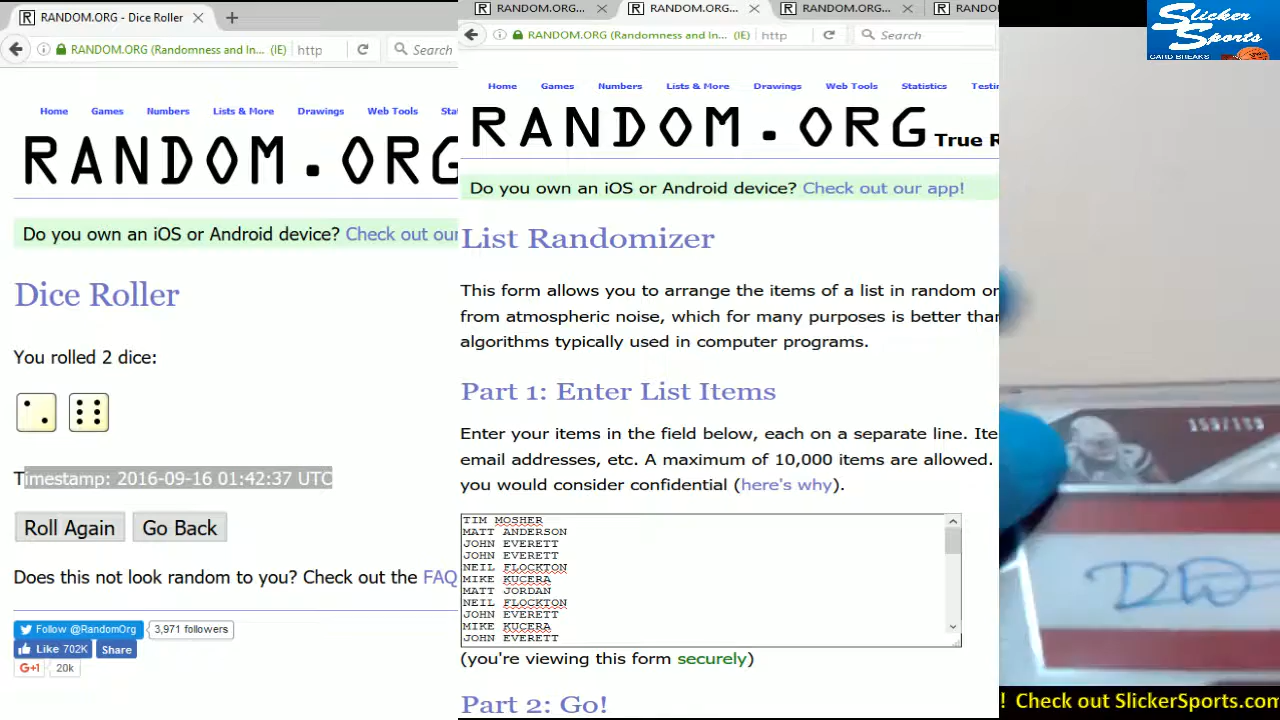 RANDOM.ORG - Dice Roller
RANDOM.ORG (Randomness and In... (IE) http
Search
Home Games Numbers Lists & More Drawings Web Tools
RANDOM.ORG
Do you own an iOS or Android device? Check out our
Dice Roller
You rolled 2 dice:
Timestamp: 2016-09-16 01:42:37 UTC
Roll Again Go Back
Does this not look random to you? Check out the FAQ
Follow @RandomOrg 3,971 followers
Like 702K Share
G+1 20k
RANDOM.ORG... RANDOM.ORG... RANDOM.ORG...
RANDOM.ORG (Randomness and In... (IE) http
Search
Home Games Numbers Lists & More Drawings Web Tools Statistics
RANDOM.ORG True
Do you own an iOS or Android device? Check out our app!
List Randomizer
This form allows you to arrange the items of a list in random
from atmospheric noise, which for many purposes is better
algorithms typically used in computer programs.
Part 1: Enter List Items
Enter your items in the field below, each on a separate line.
email addresses, etc. A maximum of 10,000 items are allowed.
you would consider confidential (here's why).
TIM MOSHER
MATT ANDERSON
JOHN EVERETT
JOHN EVERETT
NEIL FLOCKTON
MIKE KUCERA
MATT JORDAN
NEIL FLOCKTON
JOHN EVERETT
MIKE KUCERA
JOHN EVERETT
(you're viewing this form securely)
Part 2: Go!
Slicker
Sports
CARD BREAKS
! Check out SlickerSports.com